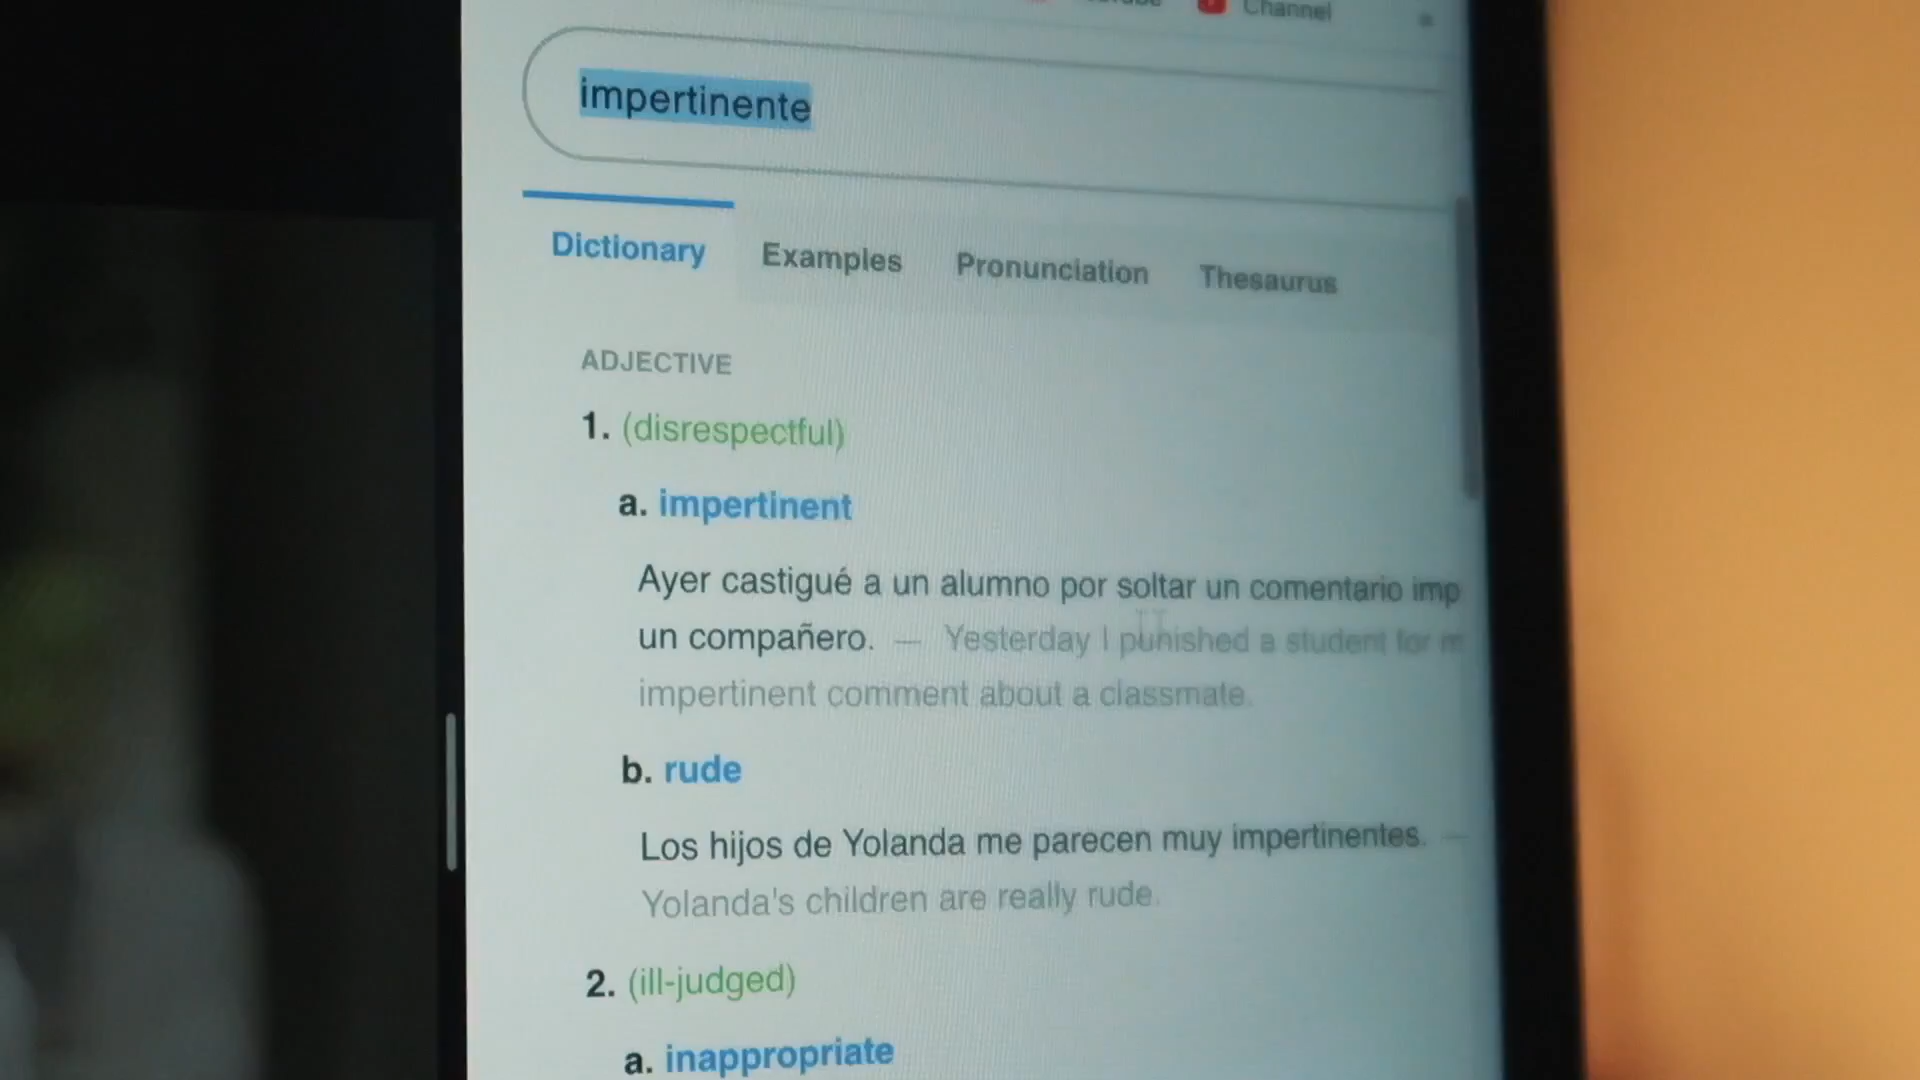 Channel
impertinente
Dictionary Examples Pronunciation Thesaurus
ADJECTIVE
1. (disrespectful)
a. impertinent
Ayer castigué a un alumno por soltar un comentario imp
un compañero. — Yesterday I punished a student for m
impertinent comment about a classmate.
b. rude
Los hijos de Yolanda me parecen muy impertinentes. —
Yolanda's children are really rude.
2. (ill-judged)
a. inappropriate